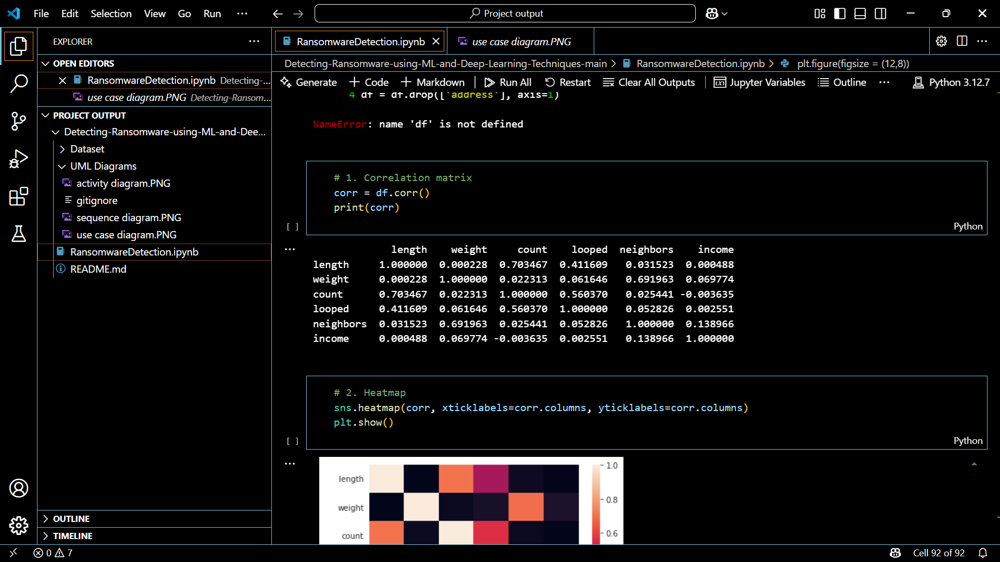 File Edit Selection View Go Run ···
Project output
EXPLORER ···
OPEN EDITORS
RansomwareDetection.ipynb Detecting-...
use case diagram.PNG Detecting-Ransom...
PROJECT OUTPUT
Detecting-Ransomware-using-ML-and-Dee...
Dataset
UML Diagrams
activity diagram.PNG
gitignore
sequence diagram.PNG
use case diagram.PNG
RansomwareDetection.ipynb
README.md
OUTLINE
TIMELINE
RansomwareDetection.ipynb
use case diagram.PNG
Detecting-Ransomware-using-ML-and-Deep-Learning-Techniques-main > RansomwareDetection.ipynb > plt.figure(figsize = (12,8))
Generate + Code + Markdown | Run All Restart Clear All Outputs | Jupyter Variables Outline ··· Python 3.12.7
4 df = df.drop(['address'], axis=1)
NameError: name 'df' is not defined
# 1. Correlation matrix
corr = df.corr()
print(corr)
[ ] Python
length weight count looped neighbors income
length 1.000000 0.000228 0.703467 0.411609 0.031523 0.000488
weight 0.000228 1.000000 0.022313 0.061646 0.691963 0.069774
count 0.703467 0.022313 1.000000 0.560370 0.025441 -0.003635
looped 0.411609 0.061646 0.560370 1.000000 0.052826 0.002551
neighbors 0.031523 0.691963 0.025441 0.052826 1.000000 0.138966
income 0.000488 0.069774 -0.003635 0.002551 0.138966 1.000000
# 2. Heatmap
sns.heatmap(corr, xticklabels=corr.columns, yticklabels=corr.columns)
plt.show()
[ ] Python
length
weight
count
1.0
0.8
0.6
0 7
Cell 92 of 92